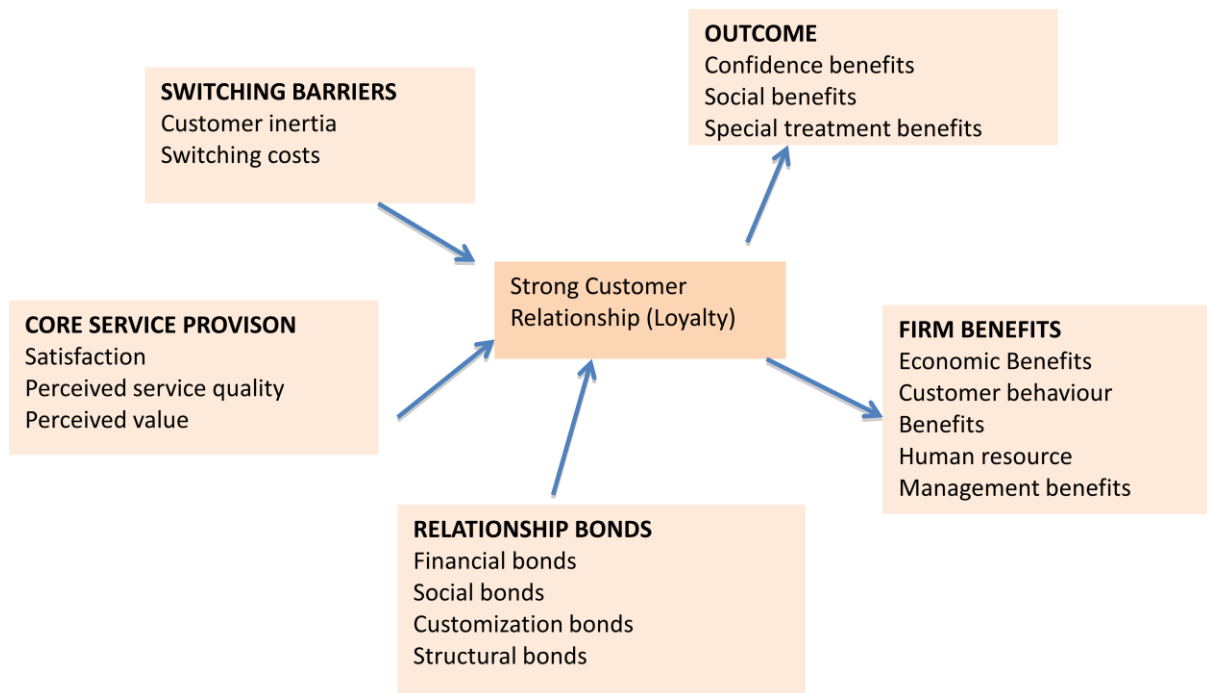 OUTCOME
Confidence benefits
Social benefits
Special treatment benefits
SWITCHING BARRIERS
Customer inertia
Switching costs
Strong Customer
Relationship (Loyalty)
CORE SERVICE PROVISON
Satisfaction
Perceived service quality
Perceived value
FIRM BENEFITS
Economic Benefits
Customer behaviour
Benefits
Human resource
Management benefits
RELATIONSHIP BONDS
Financial bonds
Social bonds
Customization bonds
Structural bonds